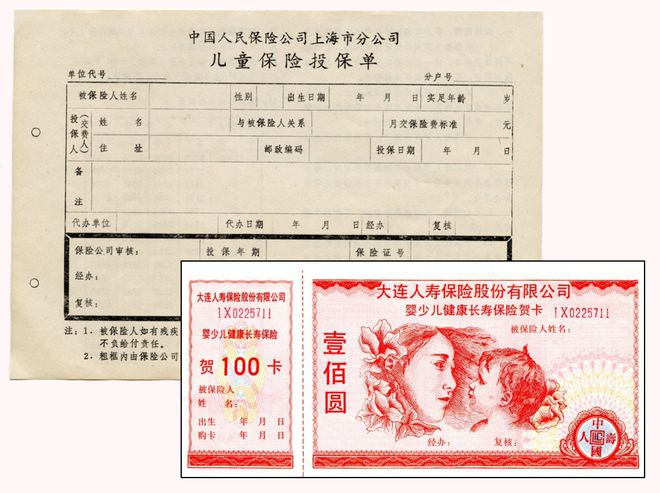 中国人民保险公司上海市分公司
儿童保险投保单
单位代号 分户号
被保险人姓名 性别 出生日期 年 月 日 实足年龄 岁
投保人(交费人) 姓名 与被保险人关系 月交保险费标准 元
住址 邮政编码 投保日期 年 月 日
备注
代办单位 代办日期 年 月 日 经办 复核
保险公司审核： 投保年期 保险证号
经办：
复核：
注：1．被保险人如有残疾
不负给付责任。
2．粗框内由保险公司
大连人寿保险股份有限公司
IX0225711
婴少儿健康长寿保险
贺100卡
被保险人
姓名：
出生 年 月 日
购卡 年 月 日
大连人寿保险股份有限公司
婴少儿健康长寿保险贺卡 IX0225711
被保险人姓名：
壹佰圆
经办： 复核：
中國人壽